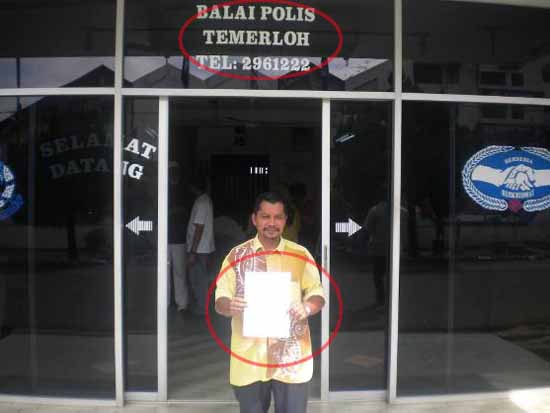 BALAI POLIS
TEMERLOH
TEL: 2961222
SELAMAT
DATANG